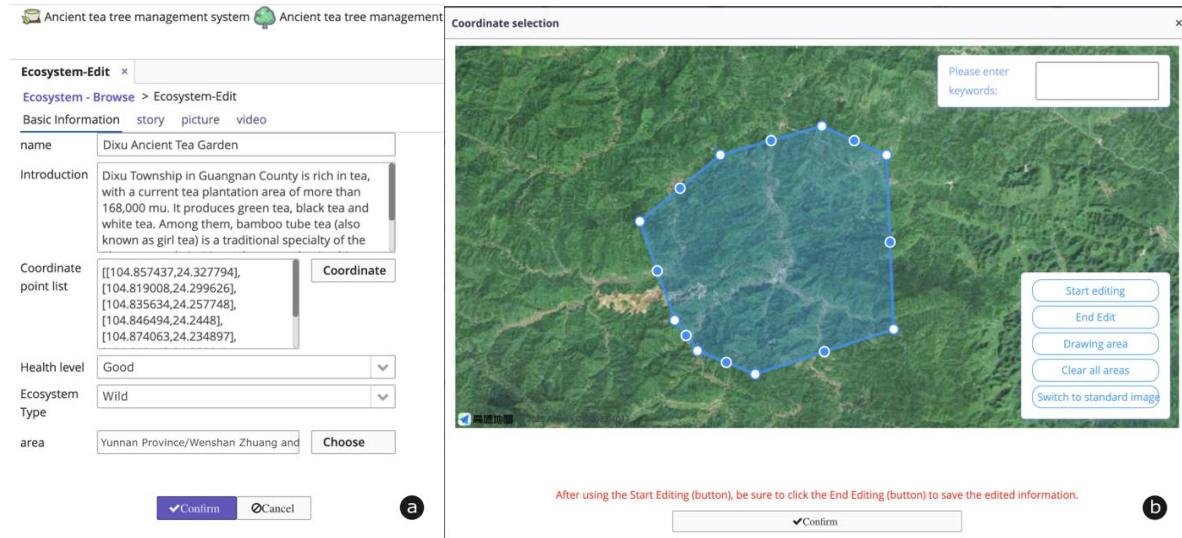 Ancient tea tree management system
Ancient tea tree management
Ecosystem-Edit ×
Ecosystem - Browse > Ecosystem-Edit
Basic Information story picture video
name
Dixu Ancient Tea Garden
Introduction
Dixu Township in Guangnan County is rich in tea,
with a current tea plantation area of more than
168,000 mu. It produces green tea, black tea and
white tea. Among them, bamboo tube tea (also
known as girl tea) is a traditional specialty of the
Coordinate
point list
[[104.857437,24.327794],
[104.819008,24.299626],
[104.835634,24.257748],
[104.846494,24.2448],
[104.874063,24.234897],
Coordinate
Health level
Good
Ecosystem
Type
Wild
area
Yunnan Province/Wenshan Zhuang and
Choose
✔Confirm
Cancel
a
Coordinate selection
×
Please enter
keywords:
Start editing
End Edit
Drawing area
Clear all areas
Switch to standard image
高德地圖
After using the Start Editing (button), be sure to click the End Editing (button) to save the edited information.
✔Confirm
b